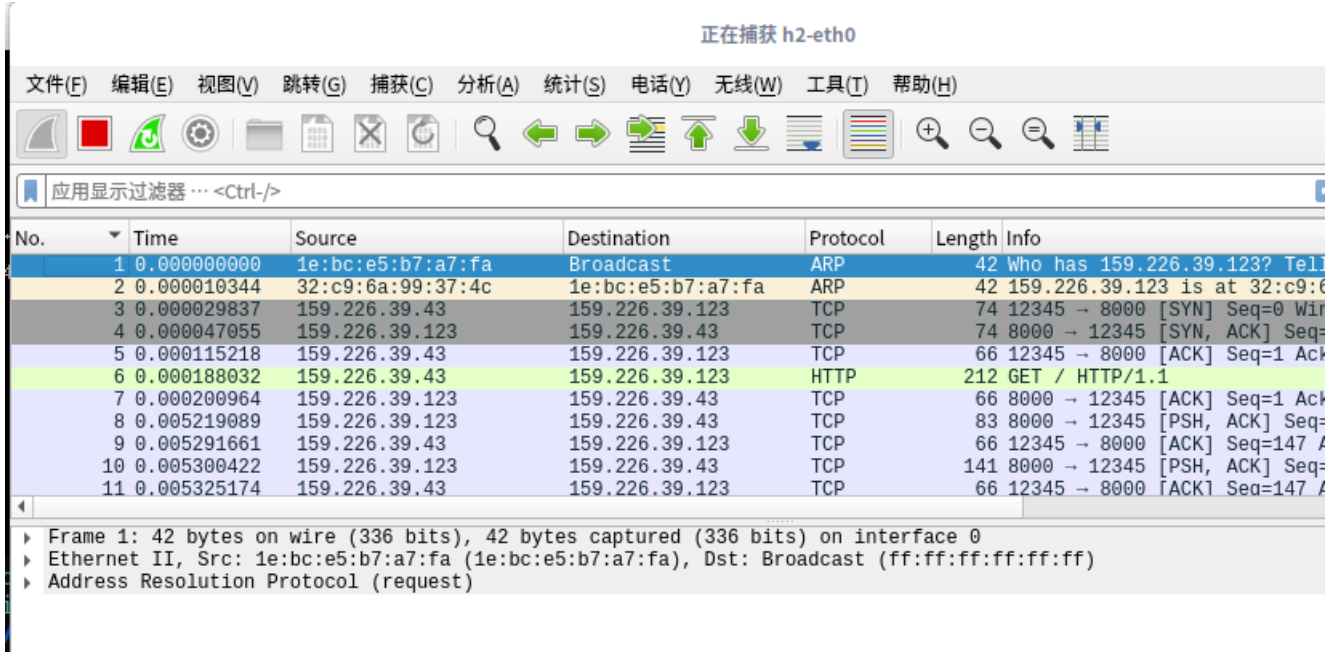 正在捕获 h2-eth0
文件(F) 编辑(E) 视图(V) 跳转(G) 捕获(C) 分析(A) 统计(S) 电话(Y) 无线(W) 工具(T) 帮助(H)
应用显示过滤器 … <Ctrl-/>
No. Time Source Destination Protocol Length Info
1 0.000000000 1e:bc:e5:b7:a7:fa Broadcast ARP 42 Who has 159.226.39.123? Tell
2 0.000010344 32:c9:6a:99:37:4c 1e:bc:e5:b7:a7:fa ARP 42 159.226.39.123 is at 32:c9:6
3 0.000029837 159.226.39.43 159.226.39.123 TCP 74 12345 → 8000 [SYN] Seq=0 Win
4 0.000047055 159.226.39.123 159.226.39.43 TCP 74 8000 → 12345 [SYN, ACK] Seq=
5 0.000115218 159.226.39.43 159.226.39.123 TCP 66 12345 → 8000 [ACK] Seq=1 Ack
6 0.000188032 159.226.39.43 159.226.39.123 HTTP 212 GET / HTTP/1.1
7 0.000200964 159.226.39.123 159.226.39.43 TCP 66 8000 → 12345 [ACK] Seq=1 Ack
8 0.005219089 159.226.39.123 159.226.39.43 TCP 83 8000 → 12345 [PSH, ACK] Seq=
9 0.005291661 159.226.39.43 159.226.39.123 TCP 66 12345 → 8000 [ACK] Seq=147 A
10 0.005300422 159.226.39.123 159.226.39.43 TCP 141 8000 → 12345 [PSH, ACK] Seq=
11 0.005325174 159.226.39.43 159.226.39.123 TCP 66 12345 → 8000 [ACK] Seq=147 A
Frame 1: 42 bytes on wire (336 bits), 42 bytes captured (336 bits) on interface 0
Ethernet II, Src: 1e:bc:e5:b7:a7:fa (1e:bc:e5:b7:a7:fa), Dst: Broadcast (ff:ff:ff:ff:ff:ff)
Address Resolution Protocol (request)